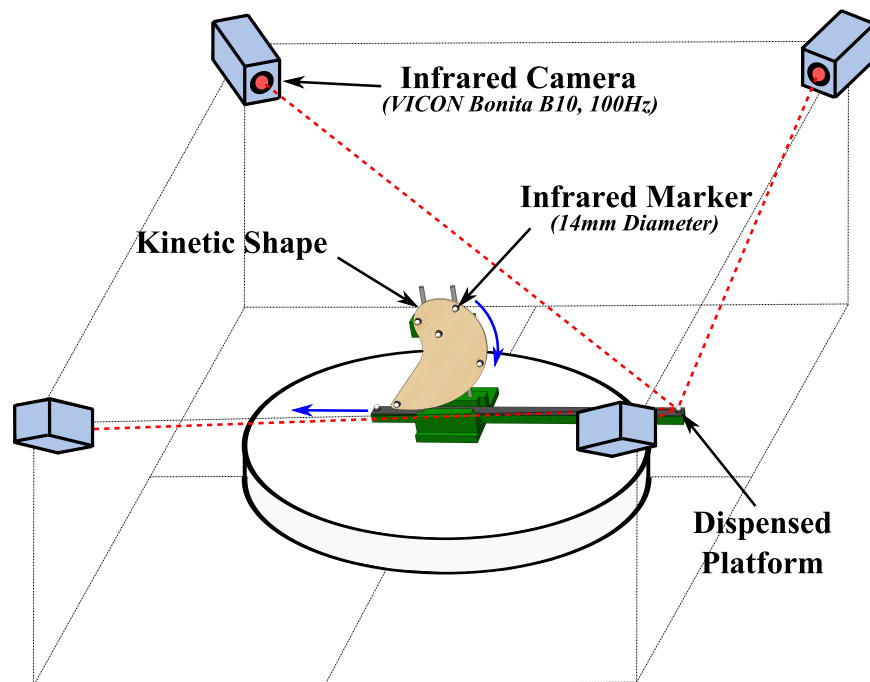 Infrared Camera
(VICON Bonita B10, 100Hz)
Infrared Marker
(14mm Diameter)
Kinetic Shape
Dispensed
Platform